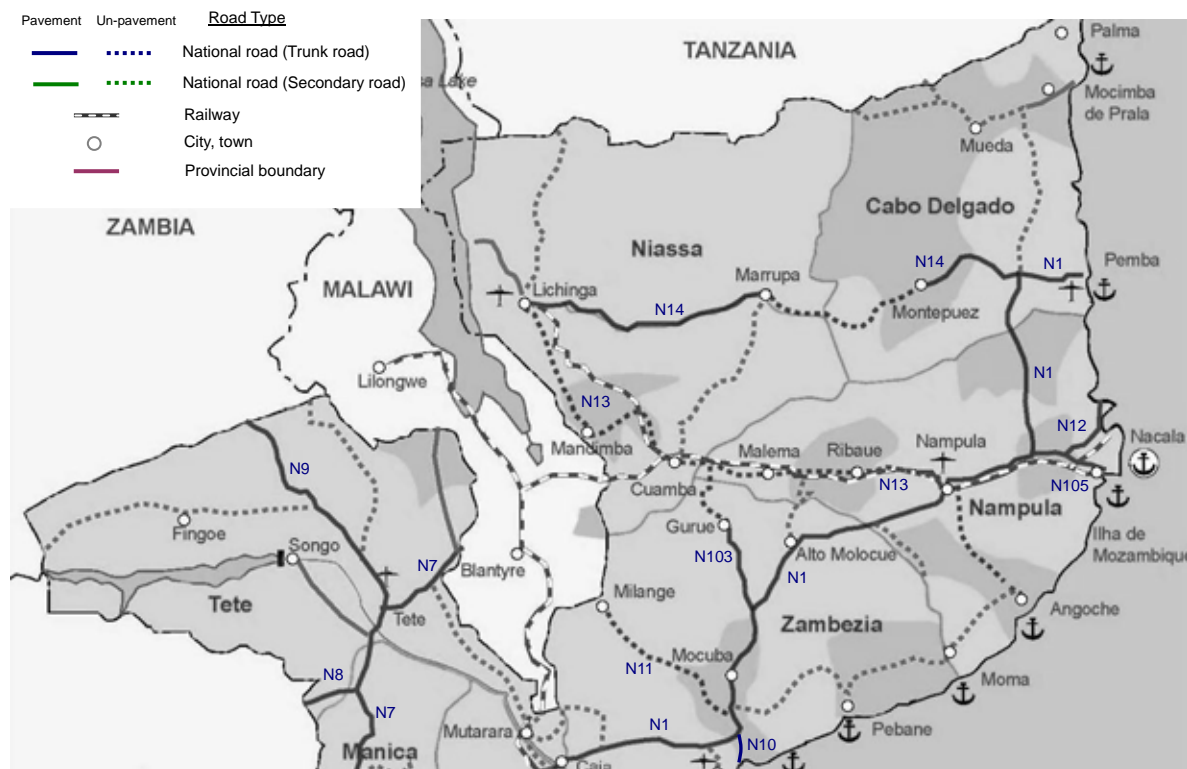 Pavement Un-pavement Road Type
National road (Trunk road)
National road (Secondary road)
Railway
City, town
Provincial boundary
TANZANIA
Palma
Lake
Mocimba
de Prala
Mueda
Cabo Delgado
ZAMBIA
Niassa
MALAWI
Marrupa
N14
N1
Pemba
Lichinga
N14
Montepuez
Lilongwe
N1
N13
N12
Mandimba
Malema
Ribaue
Nampula
Nacala
N9
Cuamba
N13
N105
Nampula
Fingoe
Gurue
Ilha de
Mozambique
Songo
N103
Alto Molocue
N7
Blantyre
N1
Tete
Milange
Angoche
Tete
Zambezia
Mocuba
N11
N8
Moma
N7
N1
Mutarara
Pebane
N10
Manica
Caia